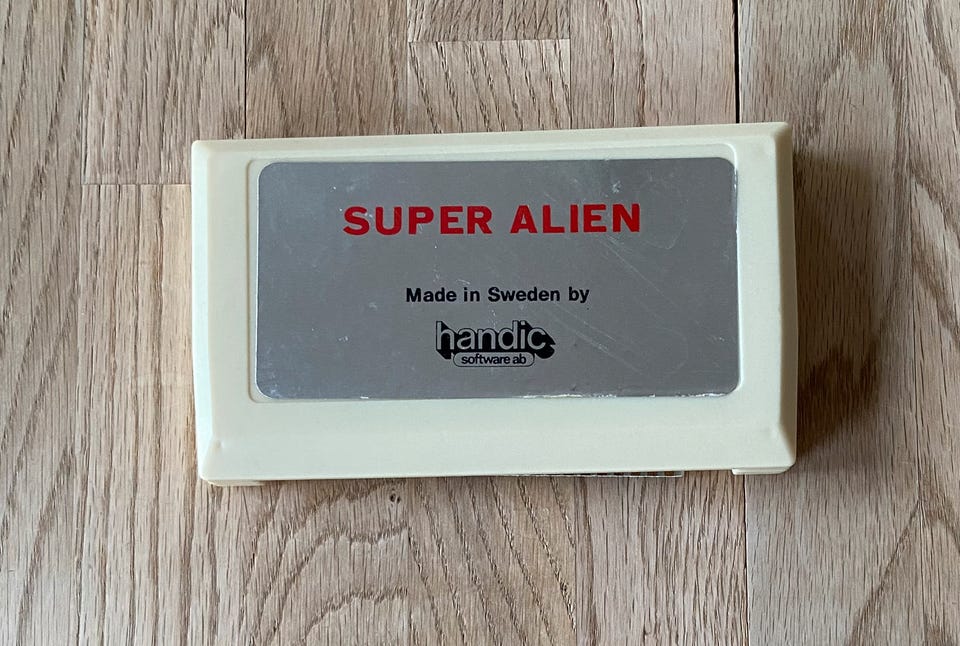 SUPER ALIEN
Made in Sweden by
handic
software ab